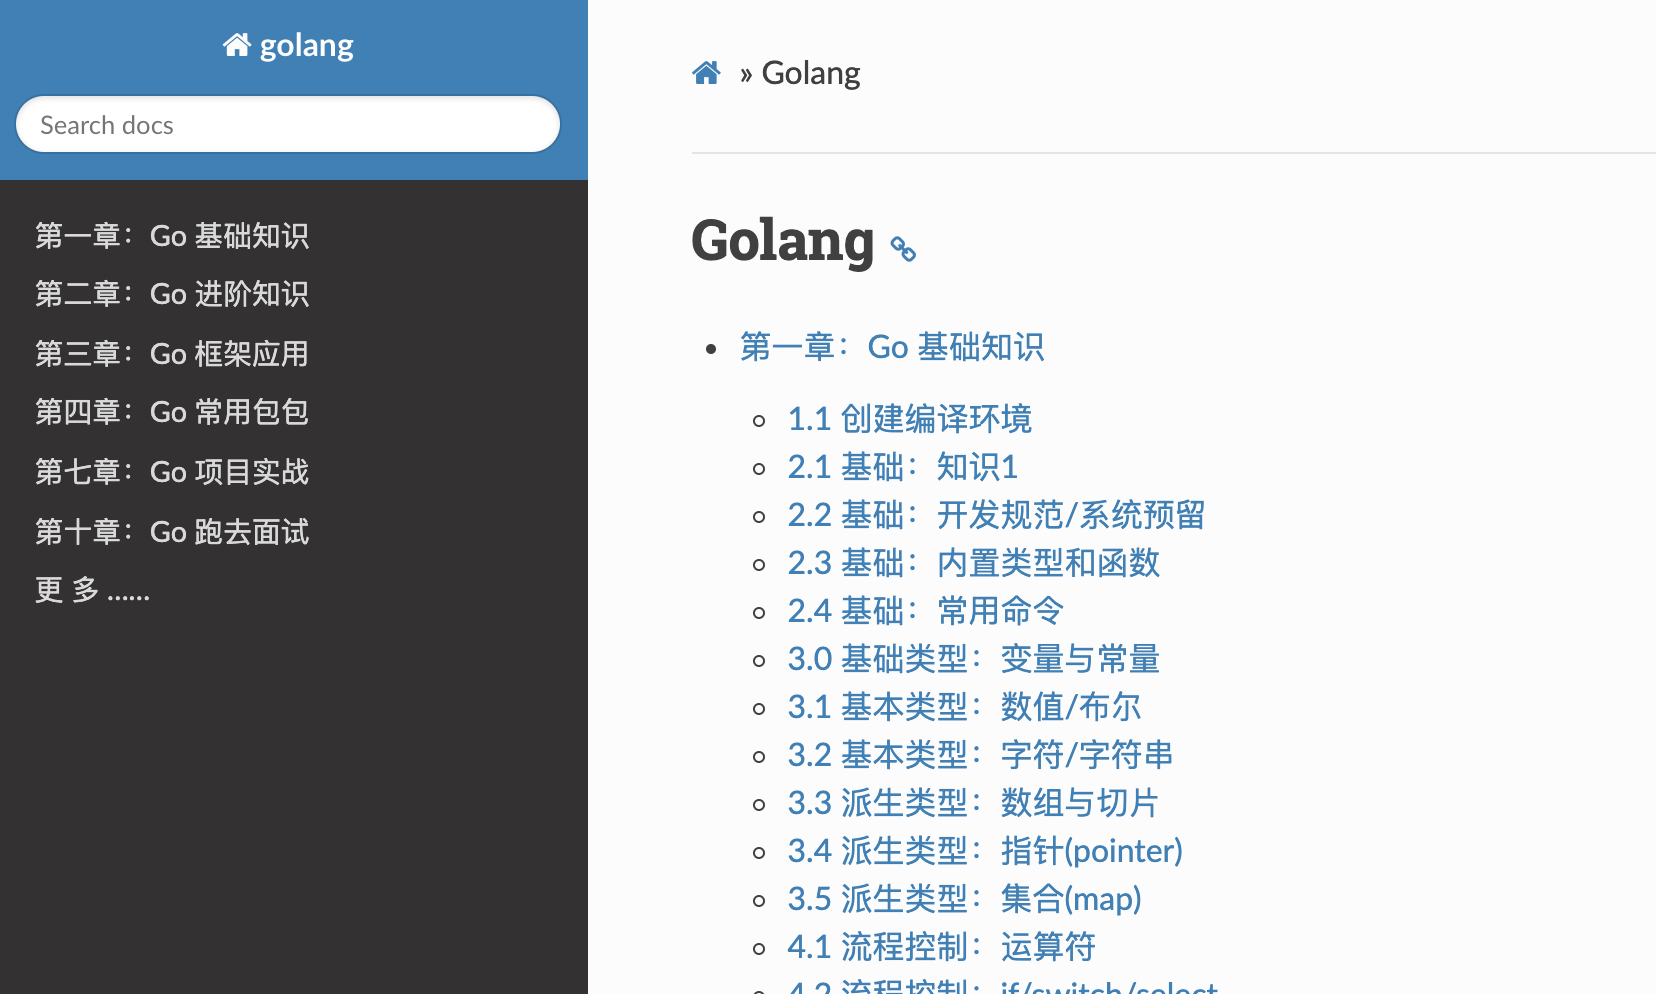 golang
Search docs
第一章：Go 基础知识
第二章：Go 进阶知识
第三章：Go 框架应用
第四章：Go 常用包包
第七章：Go 项目实战
第十章：Go 跑去面试
更 多 ......
» Golang
Golang
第一章：Go 基础知识
1.1 创建编译环境
2.1 基础：知识1
2.2 基础：开发规范/系统预留
2.3 基础：内置类型和函数
2.4 基础：常用命令
3.0 基础类型：变量与常量
3.1 基本类型：数值/布尔
3.2 基本类型：字符/字符串
3.3 派生类型：数组与切片
3.4 派生类型：指针(pointer)
3.5 派生类型：集合(map)
4.1 流程控制：运算符
4.2 流程控制：if/switch/select